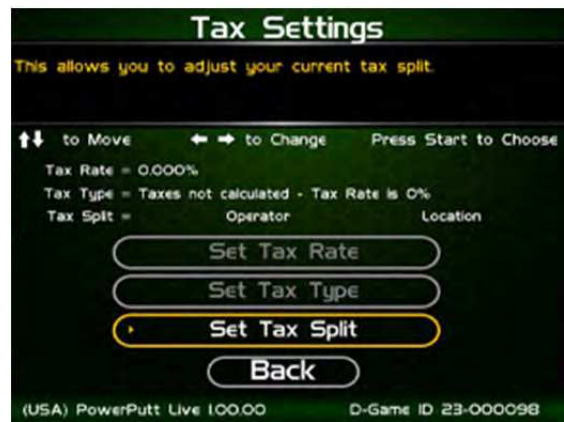 Tax Settings
This allows you to adjust your current tax split.
⬆⬇ to Move ⬅ ➡ to Change Press Start to Choose
Tax Rate = 0.000%
Tax Type = Taxes not calculated - Tax Rate is 0%
Tax Split = Operator Location
Set Tax Rate
Set Tax Type
Set Tax Split
Back
(USA) PowerPutt Live 1.00.00 D-Game ID 23-000098